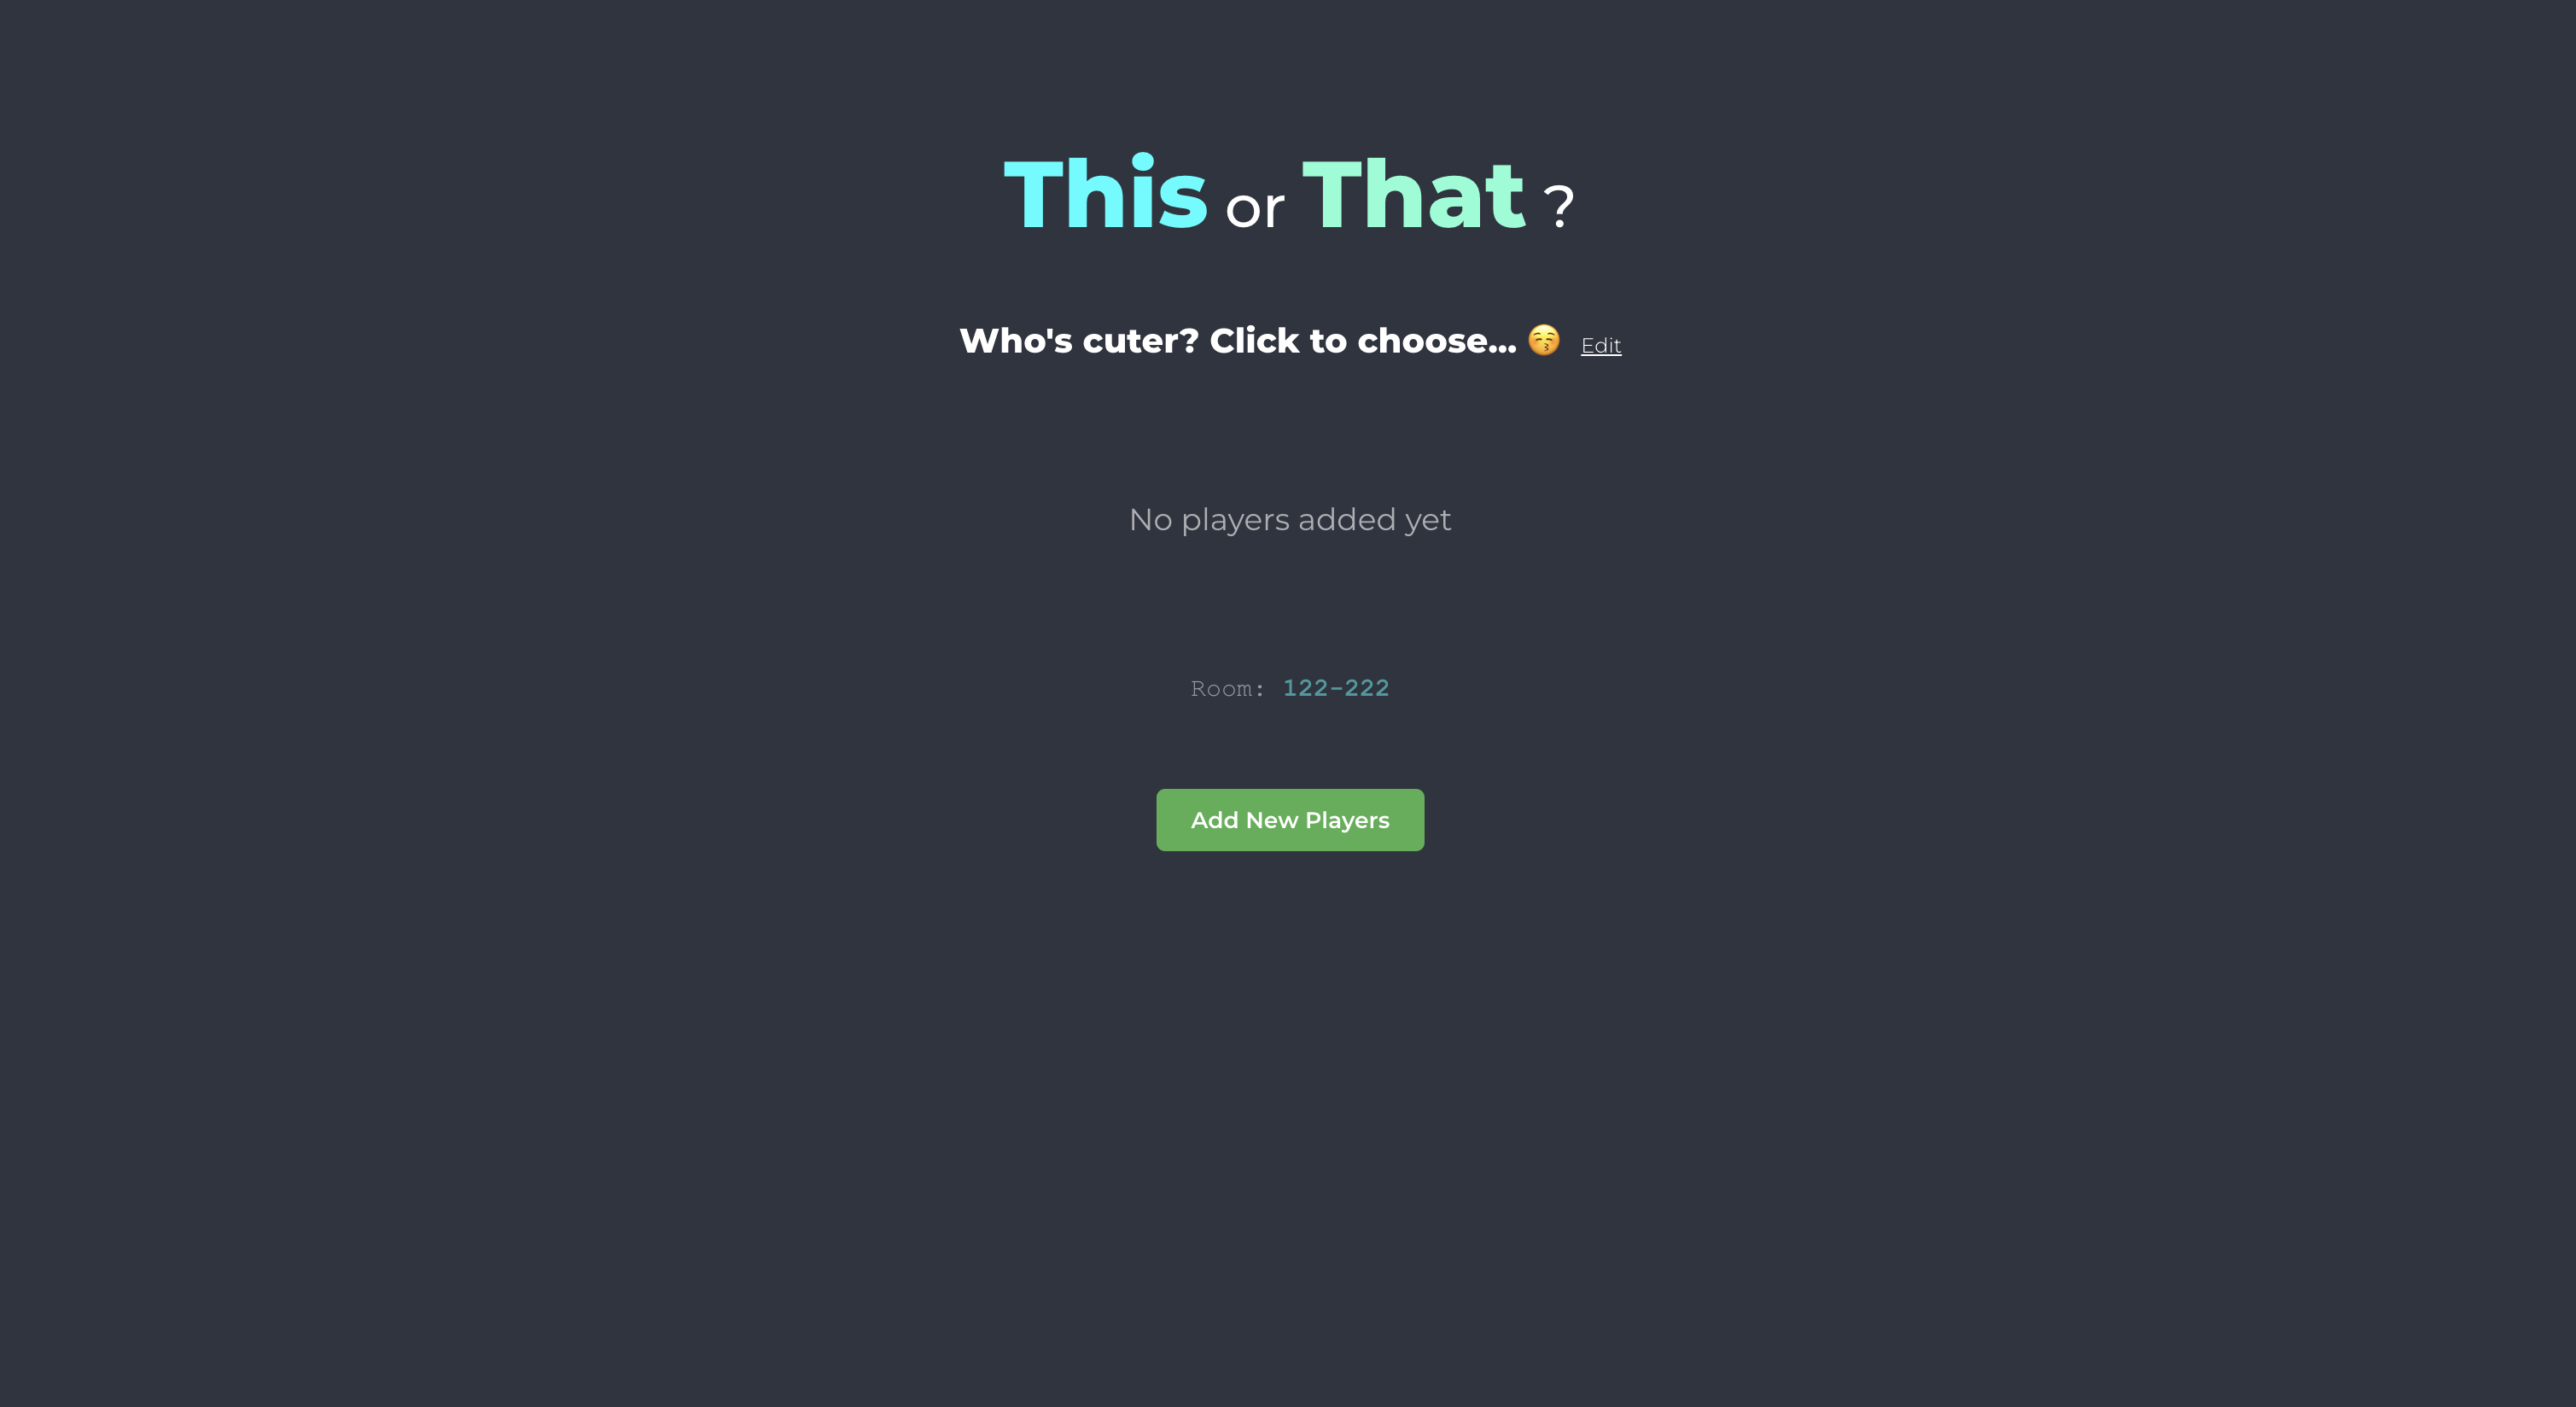 This or That ?
Who's cuter? Click to choose... 😚 Edit
No players added yet
Room: 122-222
Add New Players